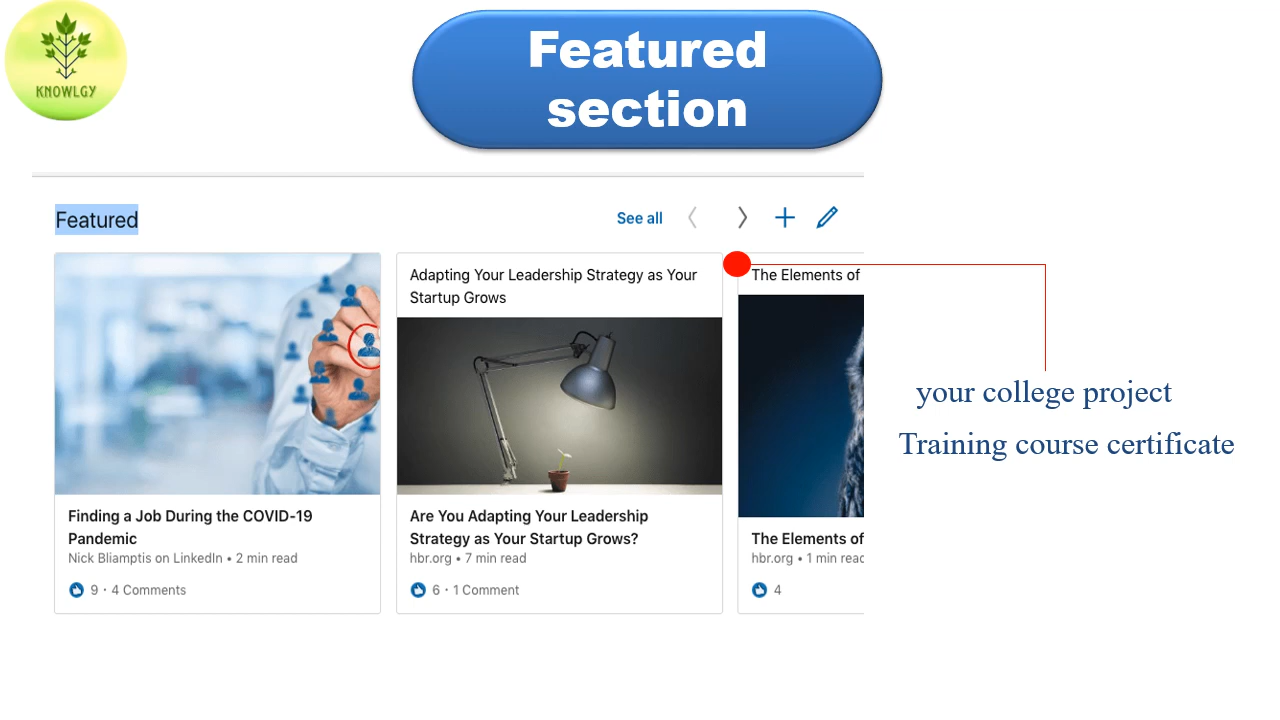 KNOWLGY
Featured
section
Featured
See all
Adapting Your Leadership Strategy as Your
Startup Grows
The Elements of
Finding a Job During the COVID-19
Pandemic
Nick Bliamptis on LinkedIn • 2 min read
9 · 4 Comments
Are You Adapting Your Leadership
Strategy as Your Startup Grows?
hbr.org • 7 min read
6 · 1 Comment
The Elements of
hbr.org • 1 min read
4
your college project
Training course certificate